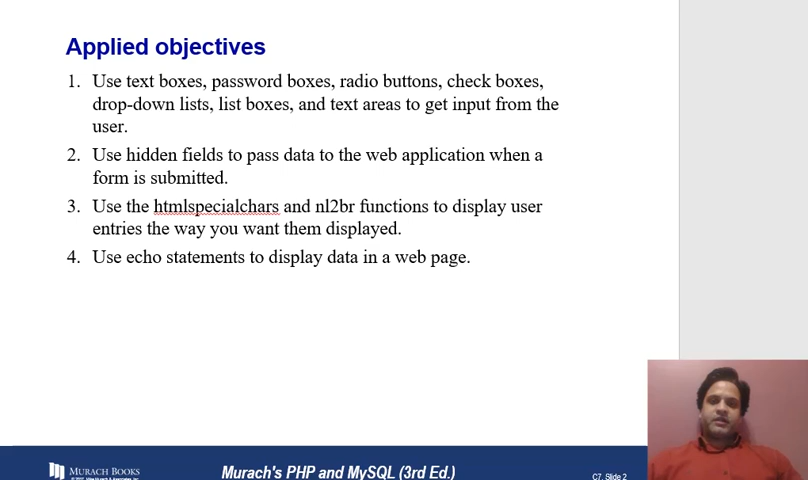 Applied objectives
1. Use text boxes, password boxes, radio buttons, check boxes,
drop-down lists, list boxes, and text areas to get input from the
user.
2. Use hidden fields to pass data to the web application when a
form is submitted.
3. Use the htmlspecialchars and nl2br functions to display user
entries the way you want them displayed.
4. Use echo statements to display data in a web page.
MURACH BOOKS
Murach's PHP and MySQL (3rd Ed.)
C7, Slide 2